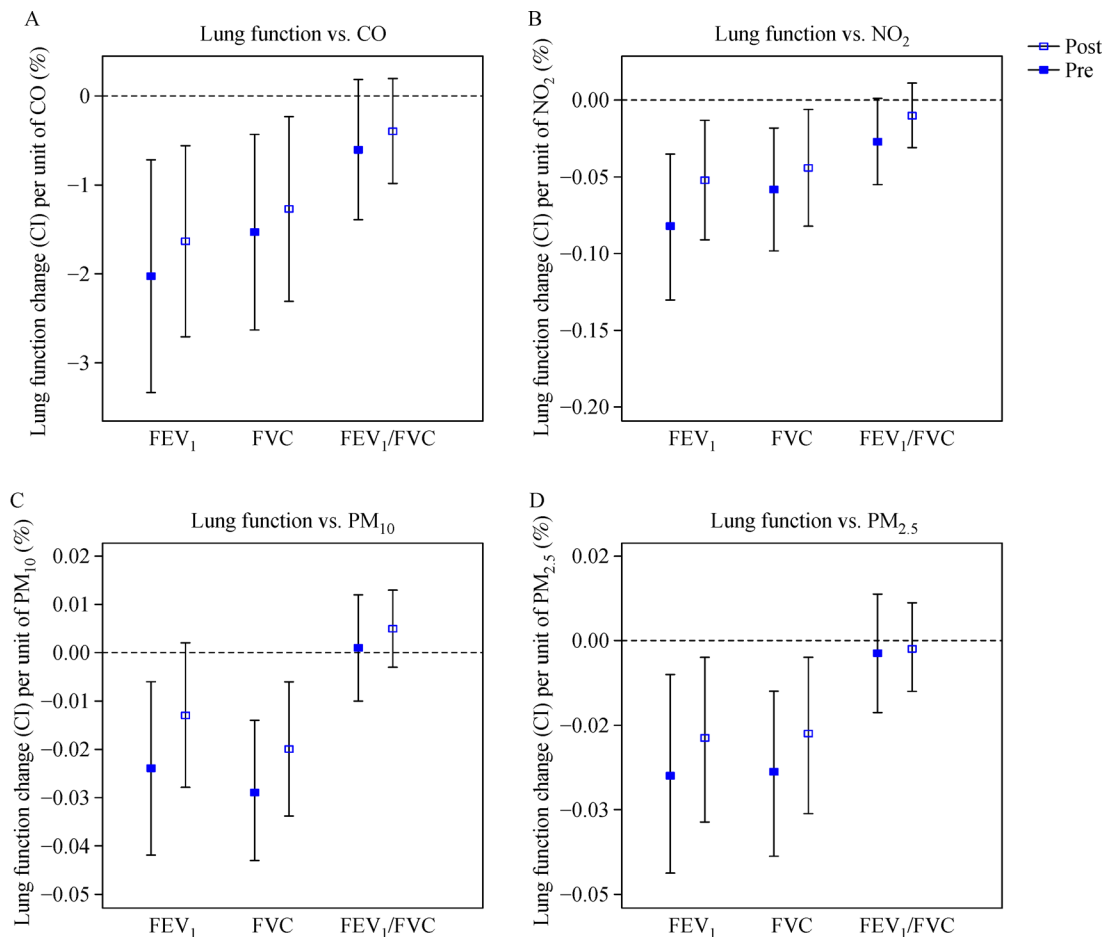 A
Lung function vs. CO
Lung function change (CI) per unit of CO (%)
0
−1
−2
−3
FEV₁
FVC
FEV₁/FVC
B
Lung function vs. NO₂
Lung function change (CI) per unit of NO₂ (%)
0.00
−0.05
−0.10
−0.15
−0.20
FEV₁
FVC
FEV₁/FVC
Post
Pre
C
Lung function vs. PM₁₀
Lung function change (CI) per unit of PM₁₀ (%)
0.02
0.01
0.00
−0.01
−0.02
−0.03
−0.04
−0.05
FEV₁
FVC
FEV₁/FVC
D
Lung function vs. PM₂.₅
Lung function change (CI) per unit of PM₂.₅ (%)
0.02
0.00
−0.02
−0.03
−0.05
FEV₁
FVC
FEV₁/FVC